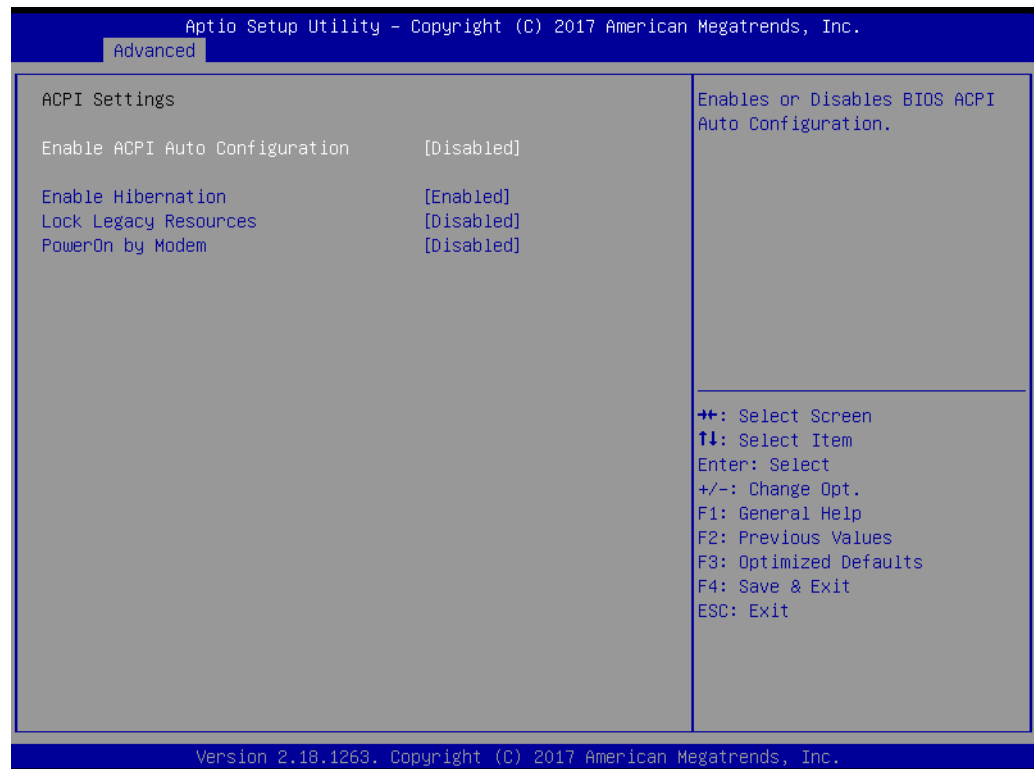 Aptio Setup Utility – Copyright (C) 2017 American Megatrends, Inc.
Advanced
ACPI Settings
Enable ACPI Auto Configuration [Disabled]
Enable Hibernation [Enabled]
Lock Legacy Resources [Disabled]
PowerOn by Modem [Disabled]
Enables or Disables BIOS ACPI
Auto Configuration.
→←: Select Screen
↑↓: Select Item
Enter: Select
+/-: Change Opt.
F1: General Help
F2: Previous Values
F3: Optimized Defaults
F4: Save & Exit
ESC: Exit
Version 2.18.1263. Copyright (C) 2017 American Megatrends, Inc.